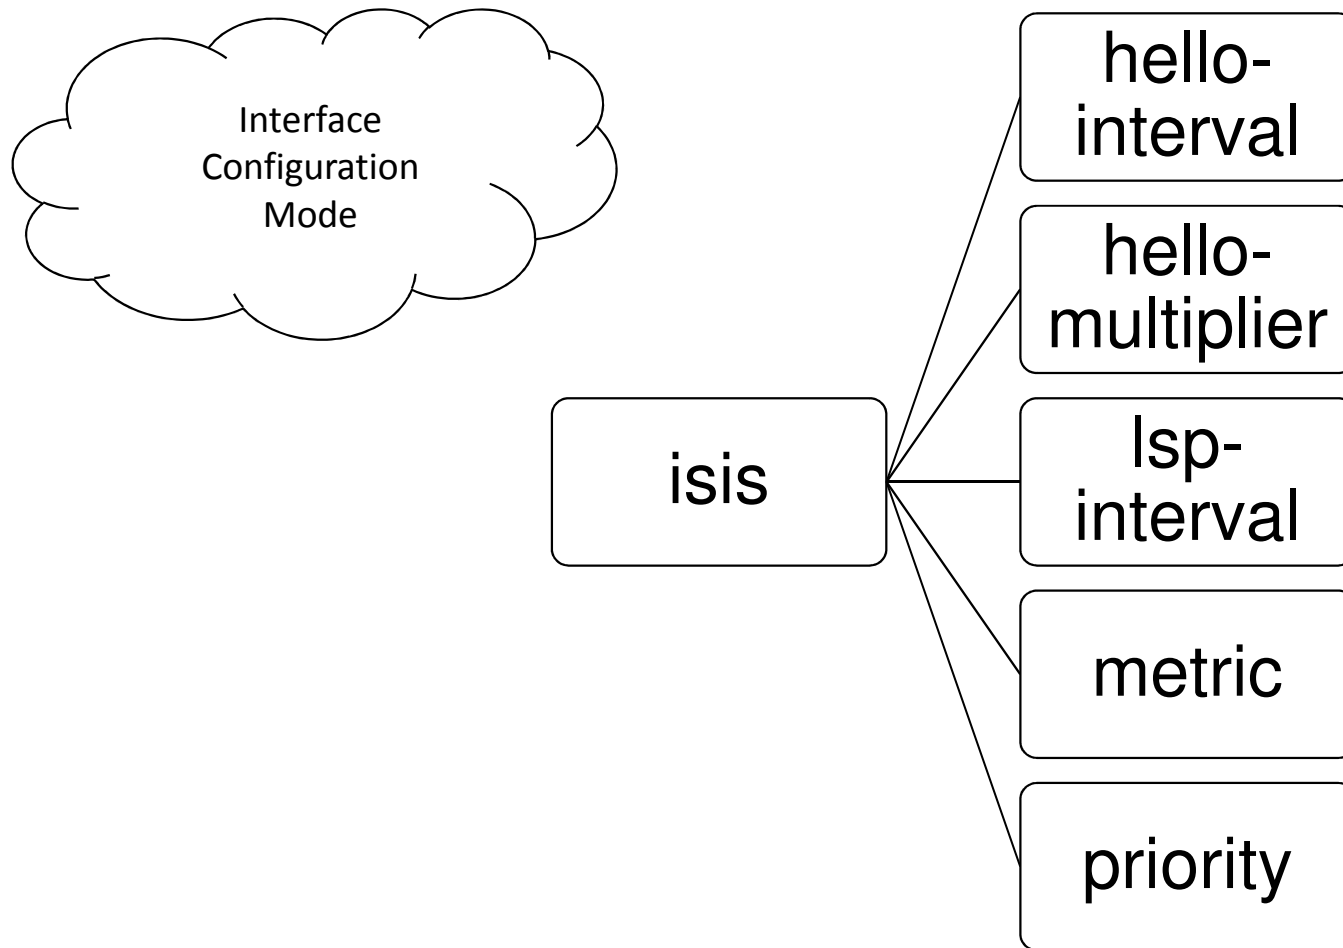 Interface
Configuration
Mode
hello-
interval
hello-
multiplier
isis
lsp-
interval
metric
priority